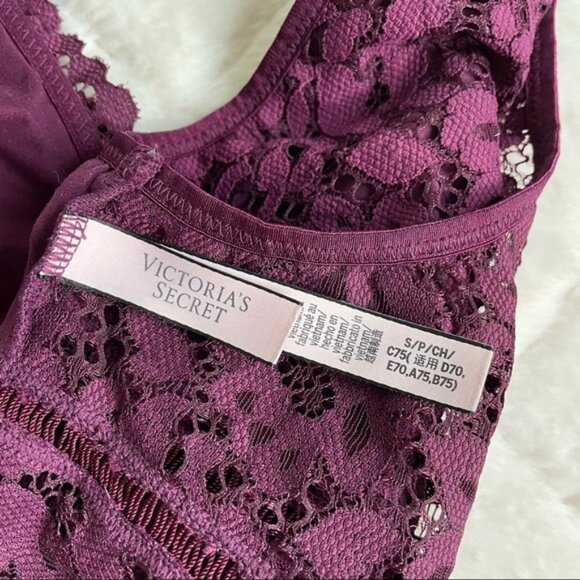 VICTORIA'S
SECRET
fabriqué au
vietnam/
hecho en
vietnam/
fabbricato in
vietnam/
越南制造
S/P/CH/
C75(适用 D70,
E70,A75,B75)